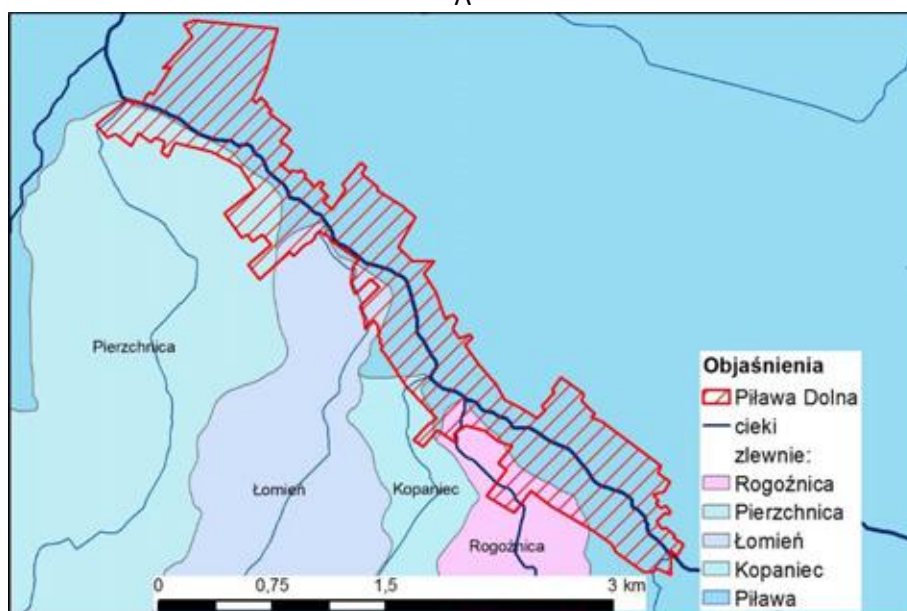 A
Pierzchnica
Łomień
Kopaniec
Rogoźnica
Objaśnienia
Piława Dolna
cieki
zlewnie:
Rogoźnica
Pierzchnica
Łomień
Kopaniec
Piława
0 0,75 1,5 3 km